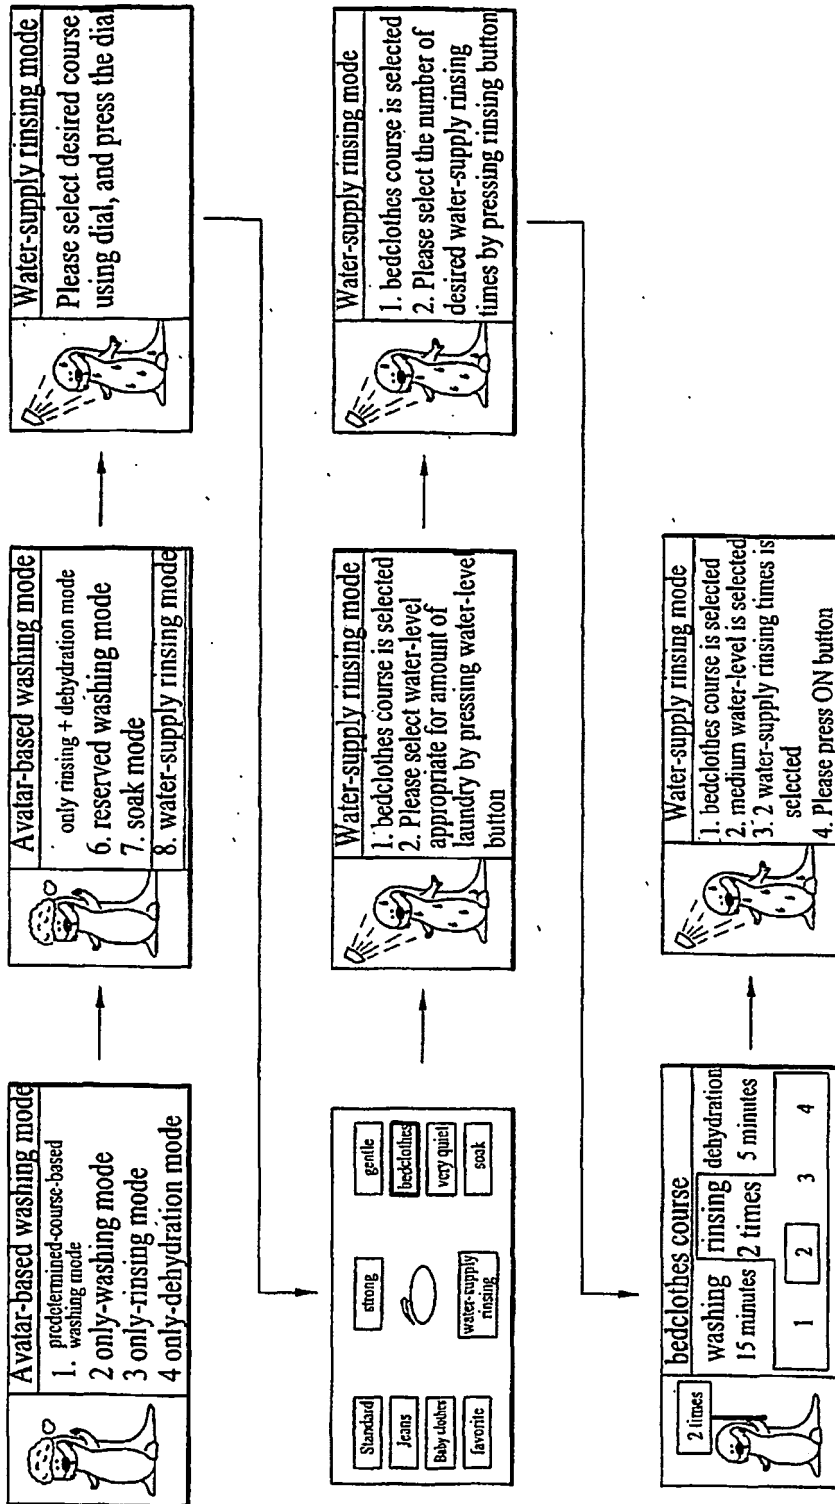 Avatar-based washing mode
1. predetermined-course-based
washing mode
2 only-washing mode
3 only-rinsing mode
4 only-dehydration mode
Avatar-based washing mode
only rinsing + dehydration mode
6. reserved washing mode
7. soak mode
8. water-supply rinsing mode
Water-supply rinsing mode
Please select desired course
using dial, and press the dial
Standard
Jeans
Baby clothes
favorite
strong
water-supply
rinsing
gentle
bedclothes
very quiet
soak
Water-supply rinsing mode
1. bedclothes course is selected
2. Please select water-level
appropriate for amount of
laundry by pressing water-level
button
Water-supply rinsing mode
1. bedclothes course is selected
2. Please select the number of
desired water-supply rinsing
times by pressing rinsing button
2 times
bedclothes course
washing rinsing dehydration
15 minutes 2 times 5 minutes
1 2 3 4
Water-supply rinsing mode
1. bedclothes course is selected
2. medium water-level is selected
3. 2 water-supply rinsing times is
selected
4. Please press ON button